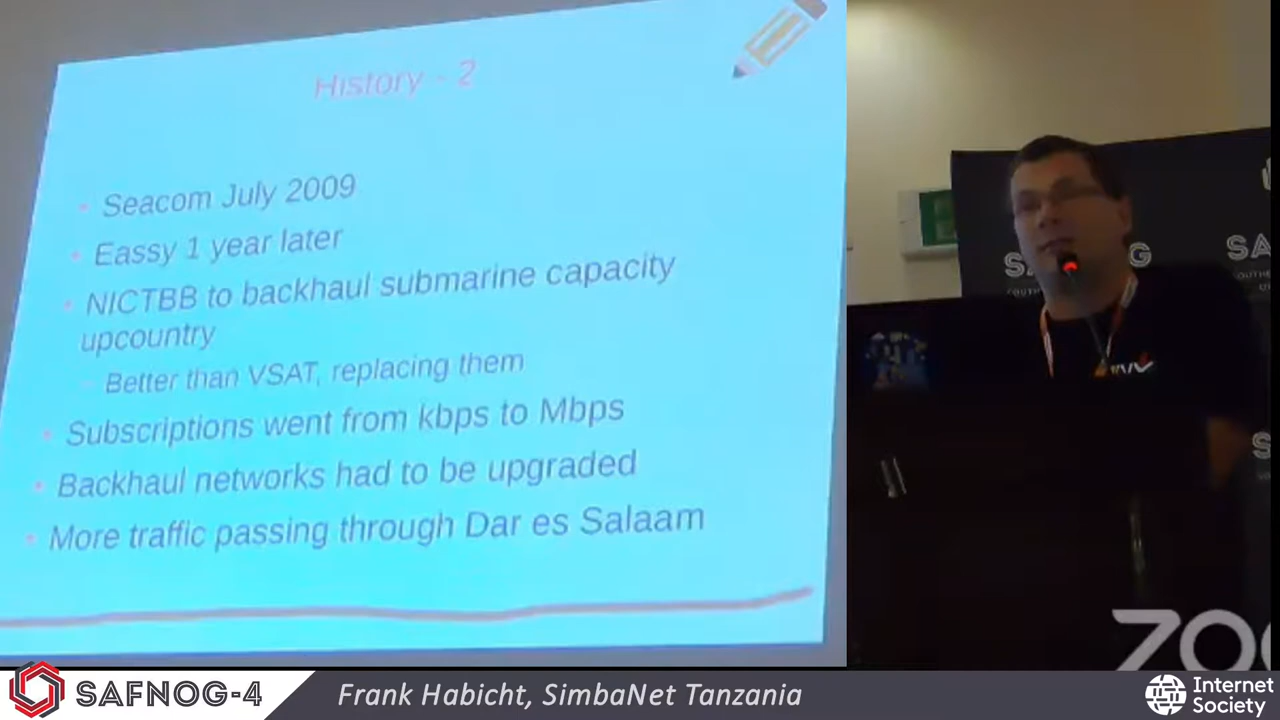 History - 2
Seacom July 2009
Eassy 1 year later
NICTBB to backhaul submarine capacity
upcountry
Better than VSAT, replacing them
Subscriptions went from kbps to Mbps
Backhaul networks had to be upgraded
More traffic passing through Dar es Salaam
SAFNOG-4
Frank Habicht, SimbaNet Tanzania
Internet
Society